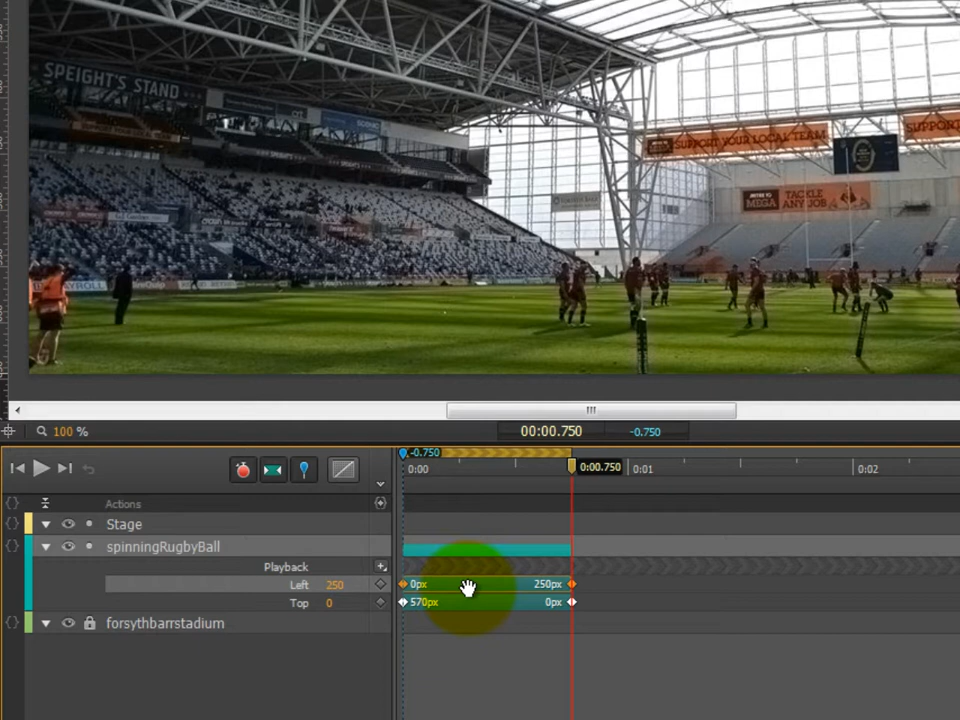 SPEIGHT'S STAND
SUPPORT YOUR LOCAL TEAM
SUPPORT
MITRE 10
MEGA
TACKLE
ANY JOB
100 %
00:00.750
-0.750
-0.750
0:00
0:00.750
0:01
0:02
Actions
Stage
spinningRugbyBall
Playback
Left 250
0px
250px
Top 0
570px
0px
forsythbarrstadium